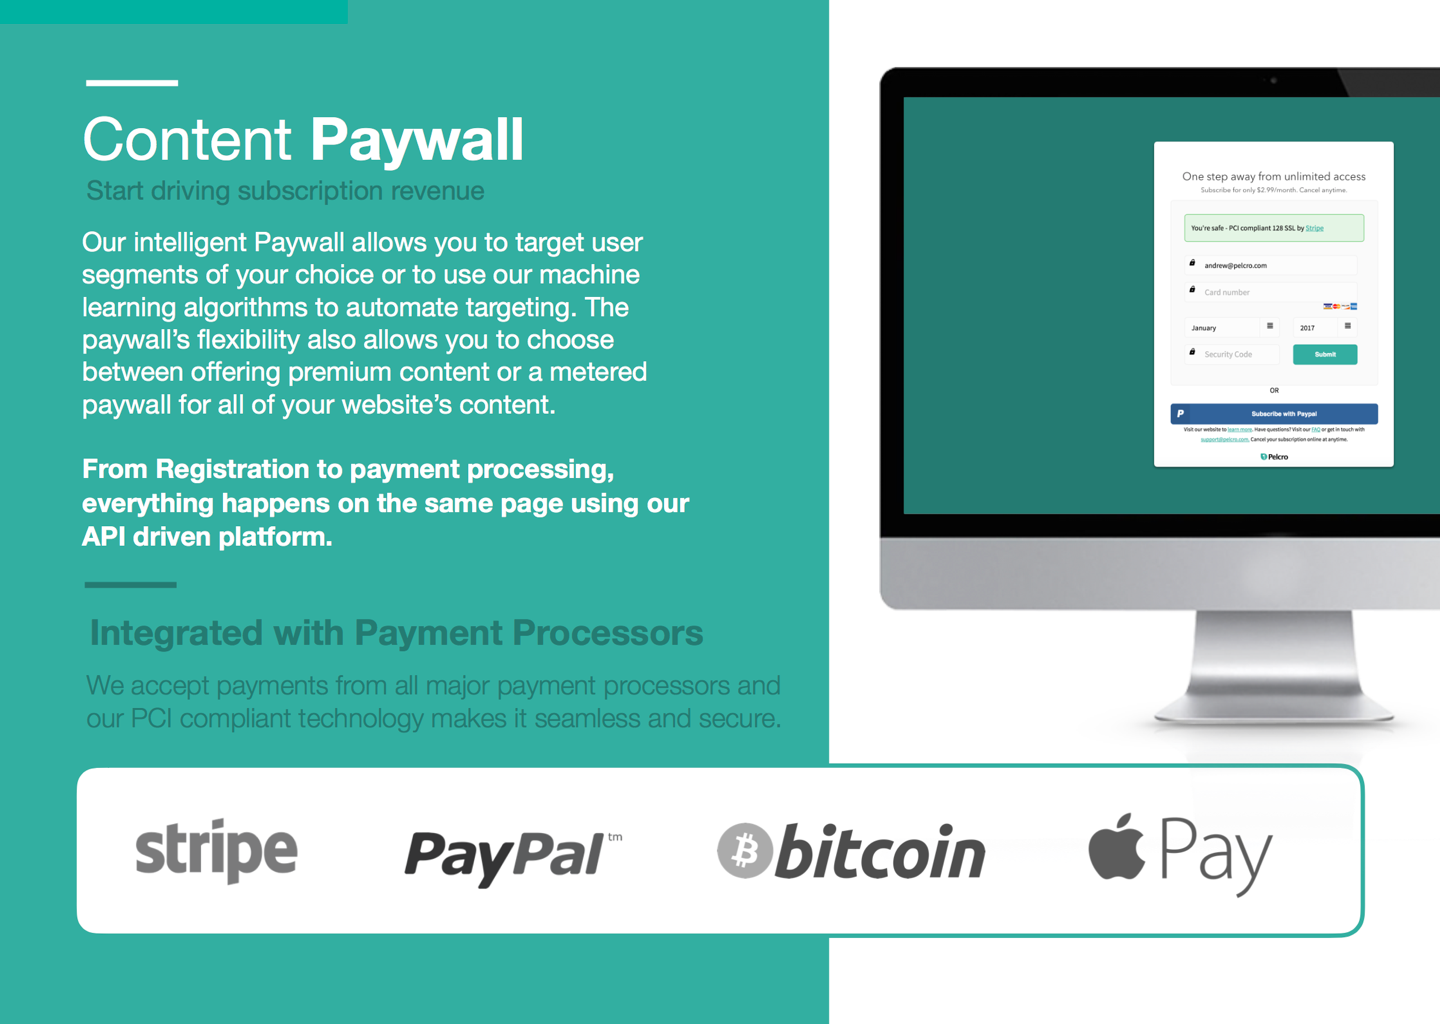 Content Paywall
Start driving subscription revenue
Our intelligent Paywall allows you to target user
segments of your choice or to use our machine
learning algorithms to automate targeting. The
paywall's flexibility also allows you to choose
between offering premium content or a metered
paywall for all of your website's content.
From Registration to payment processing,
everything happens on the same page using our
API driven platform.
Integrated with Payment Processors
We accept payments from all major payment processors and
our PCI compliant technology makes it seamless and secure.
One step away from unlimited access
Subscribe for only $2.99/month. Cancel anytime.
You're safe - PCI compliant 128 SSL by Stripe
andrew@pelcro.com
Card number
January
2017
Security Code
Submit
OR
P Subscribe with Paypal
Visit our website to learn more. Have questions? Visit our FAQ or get in touch with
support@pelcro.com. Cancel your subscription online at anytime.
Pelcro
stripe
PayPal™
bitcoin
Pay